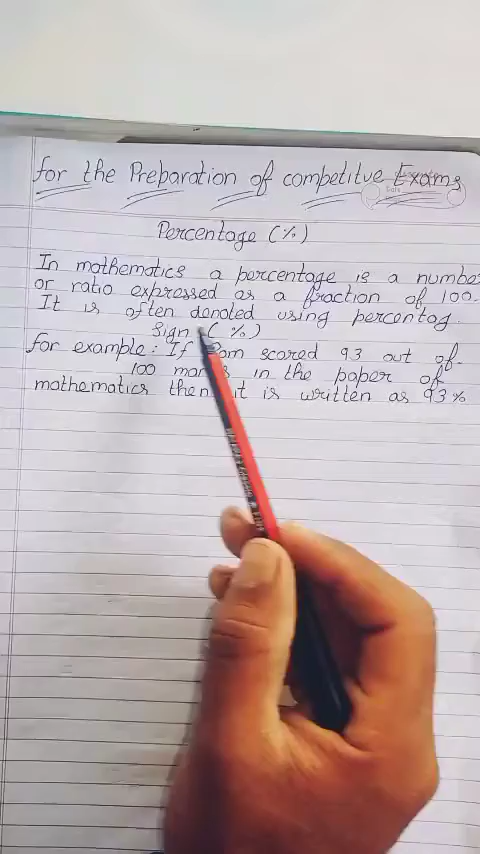 for the Preparation of competitve Exams
Percentage (%)
In mathematics a percentage is a number
or ratio expressed as a fraction of 100.
It is often denoted using percentag
Sign (%)
for example: If scored 93 out of
100 in the paper of
mathematics then it is written as 93%